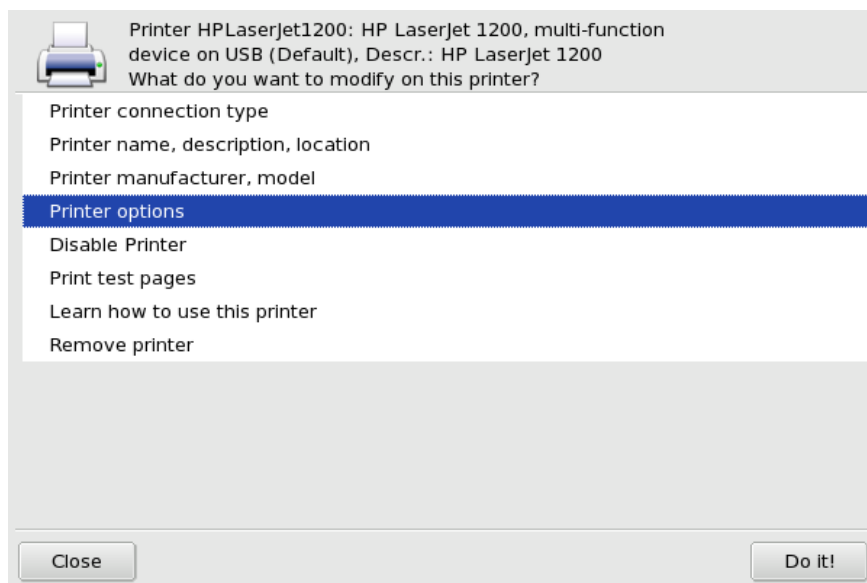 Printer HPLaserJet1200: HP LaserJet 1200, multi-function
device on USB (Default), Descr.: HP LaserJet 1200
What do you want to modify on this printer?
Printer connection type
Printer name, description, location
Printer manufacturer, model
Printer options
Disable Printer
Print test pages
Learn how to use this printer
Remove printer
Close
Do it!